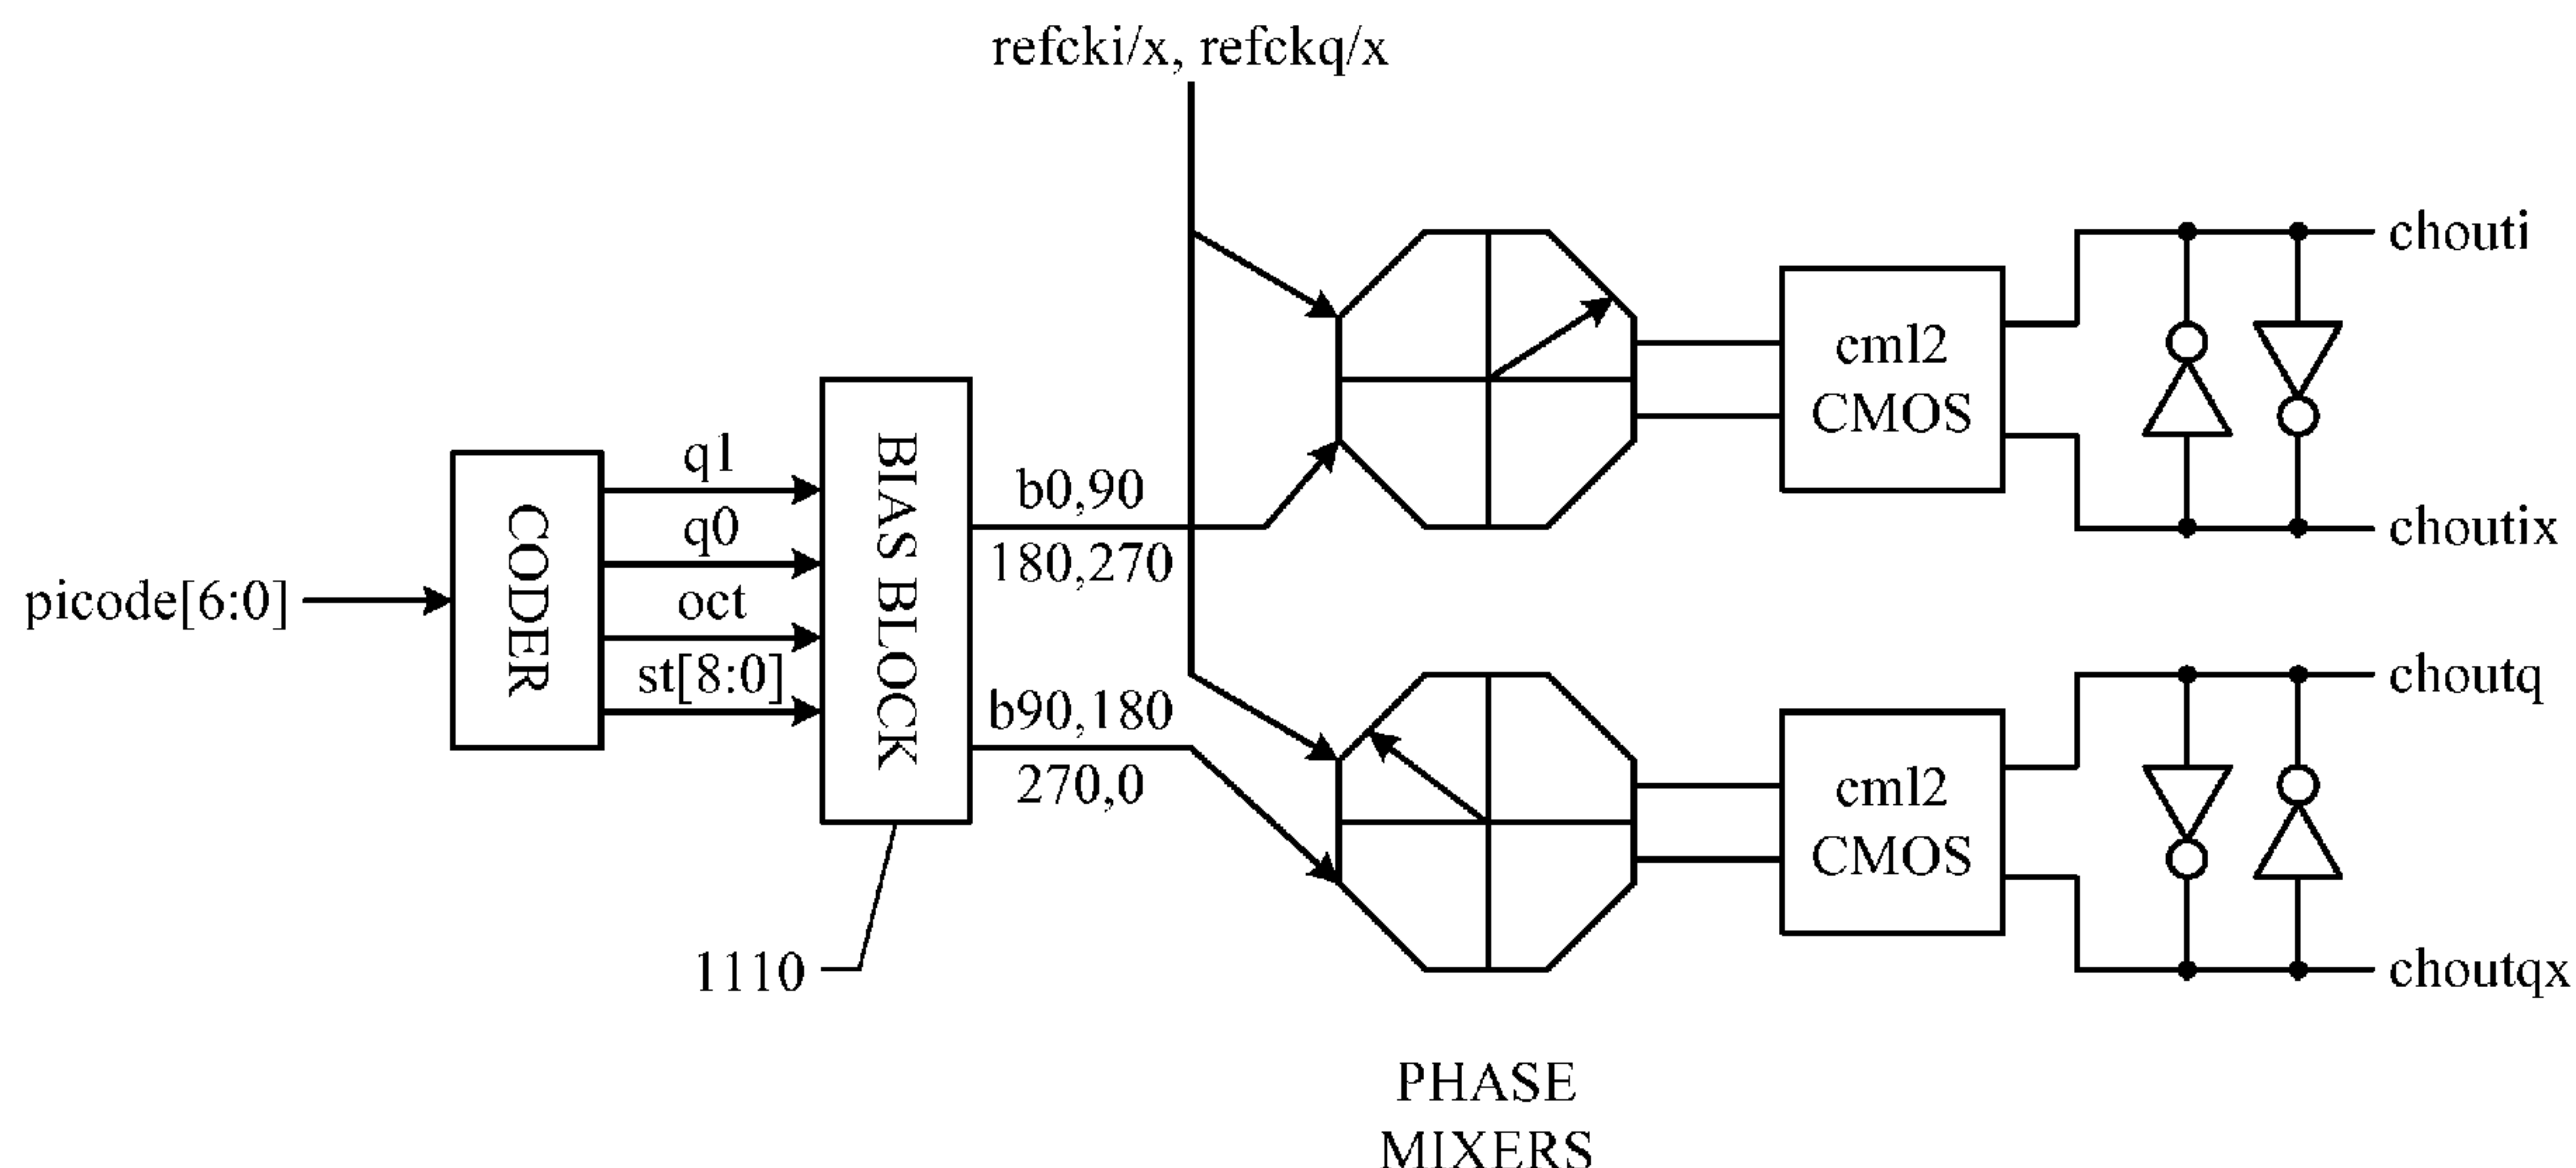 refcki/x, refckq/x
picode[6:0]
CODER
q1
q0
oct
st[8:0]
BIAS BLOCK
1110
b0,90
180,270
b90,180
270,0
cml2
CMOS
chouti
choutix
cml2
CMOS
choutq
choutqx
PHASE
MIXERS